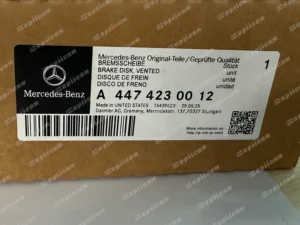 Mercedes-Benz Original-Teile / Geprüfte Qualität
BREMSSCHEIBE
BRAKE DISK, VENTED
DISQUE DE FREIN
DISCO DE FRENO
Stück
unit
unité
unidad
1
Mercedes-Benz
A 447 423 00 12
Made in UNITED STATES
Daimler AG, Germany, Mercedesstr. 137, 70327 Stuttgart